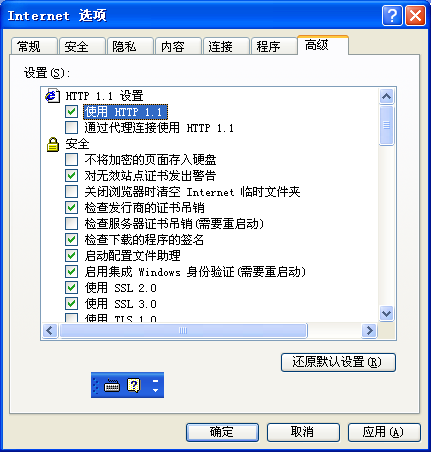 Internet 选项
常规 安全 隐私 内容 连接 程序 高级
设置(S):
HTTP 1.1 设置
使用 HTTP 1.1
通过代理连接使用 HTTP 1.1
安全
不将加密的页面存入硬盘
对无效站点证书发出警告
关闭浏览器时清空 Internet 临时文件夹
检查发行商的证书吊销
检查服务器证书吊销(需要重启动)
检查下载的程序的签名
启动配置文件助理
启用集成 Windows 身份验证(需要重启动)
使用 SSL 2.0
使用 SSL 3.0
使用 TLS 1.0
还原默认设置(R)
确定 取消 应用(A)